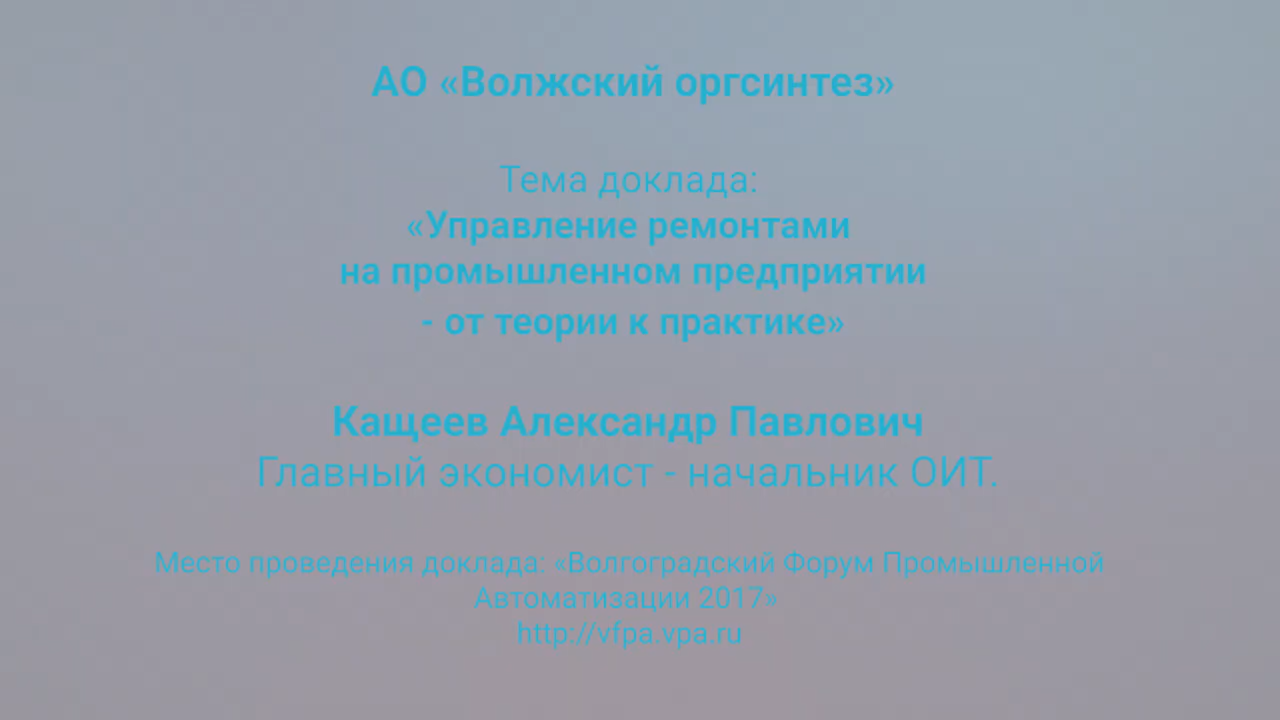 АО «Волжский оргсинтез»
Тема доклада:
«Управление ремонтами
на промышленном предприятии
- от теории к практике»
Кащеев Александр Павлович
Главный экономист - начальник ОИТ.
Место проведения доклада: «Волгоградский Форум Промышленной
Автоматизации 2017»
http://vfpa.vpa.ru